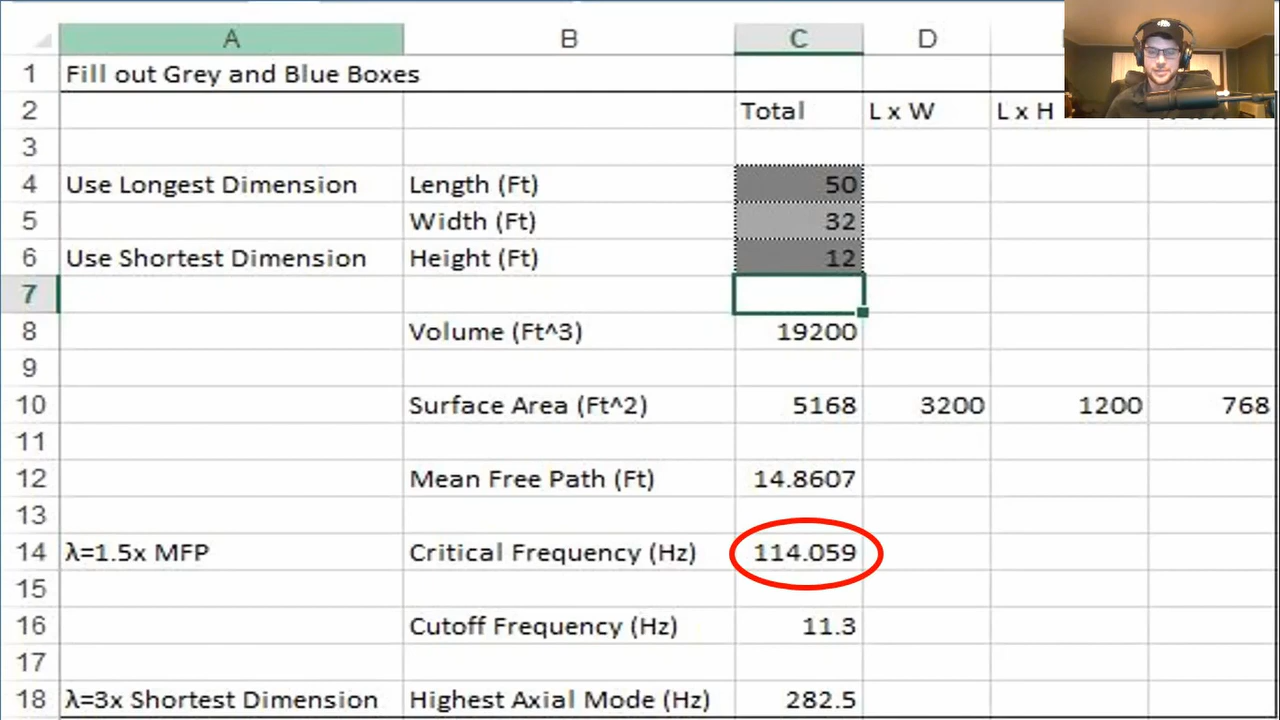 A B C D
1 Fill out Grey and Blue Boxes
2 Total L x W L x H
3
4 Use Longest Dimension Length (Ft) 50
5 Width (Ft) 32
6 Use Shortest Dimension Height (Ft) 12
7
8 Volume (Ft^3) 19200
9
10 Surface Area (Ft^2) 5168 3200 1200 768
11
12 Mean Free Path (Ft) 14.8607
13
14 λ=1.5x MFP Critical Frequency (Hz) 114.059
15
16 Cutoff Frequency (Hz) 11.3
17
18 λ=3x Shortest Dimension Highest Axial Mode (Hz) 282.5